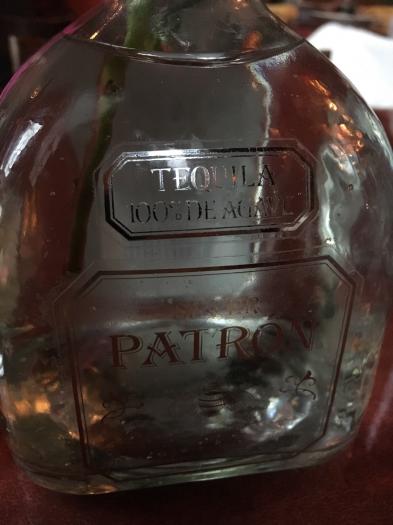 TEQUILA
100% DE AGAVE
PATRON